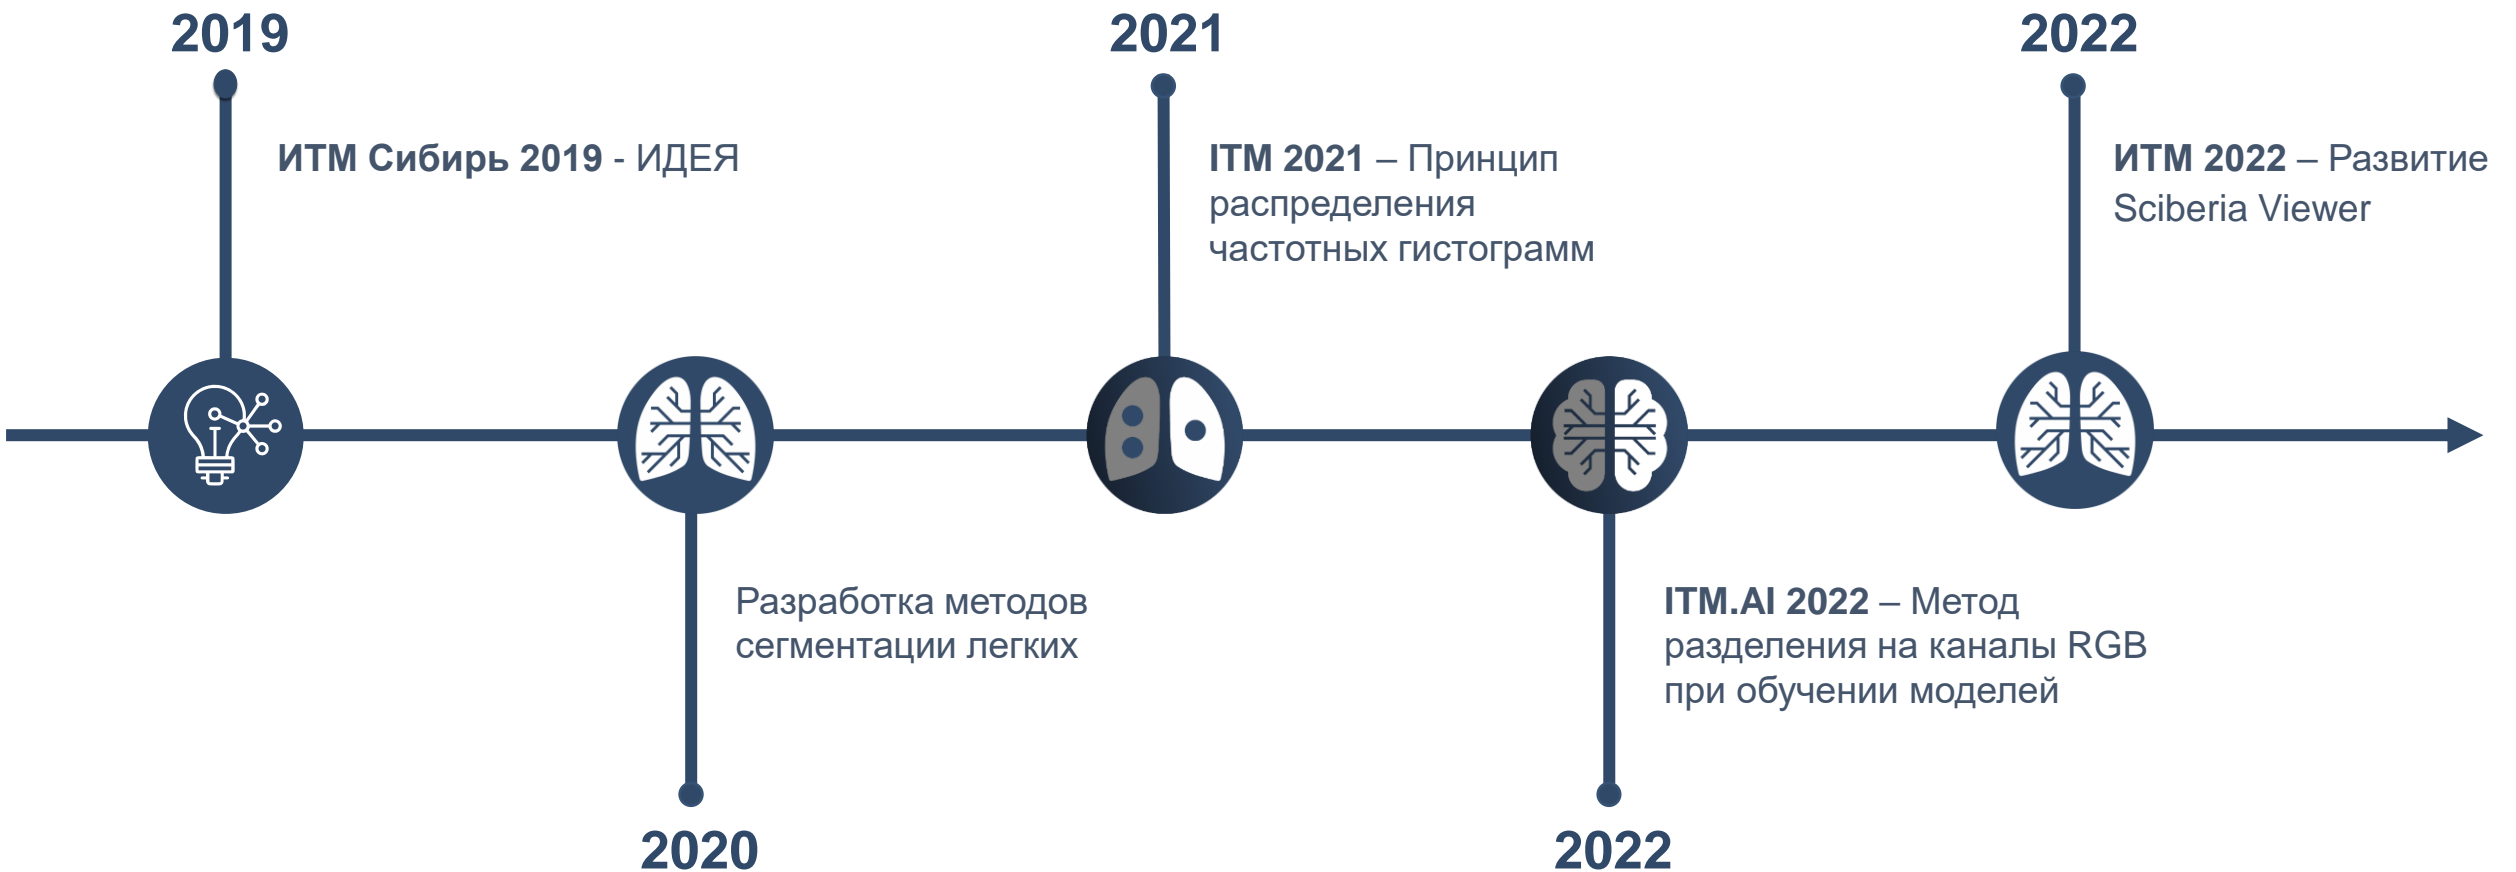 2019
ИТМ Сибирь 2019 - ИДЕЯ
Разработка методов
сегментации легких
2020
2021
ITM 2021 – Принцип
распределения
частотных гистограмм
ITM.AI 2022 – Метод
разделения на каналы RGB
при обучении моделей
2022
2022
ИТМ 2022 – Развитие
Sciberia Viewer